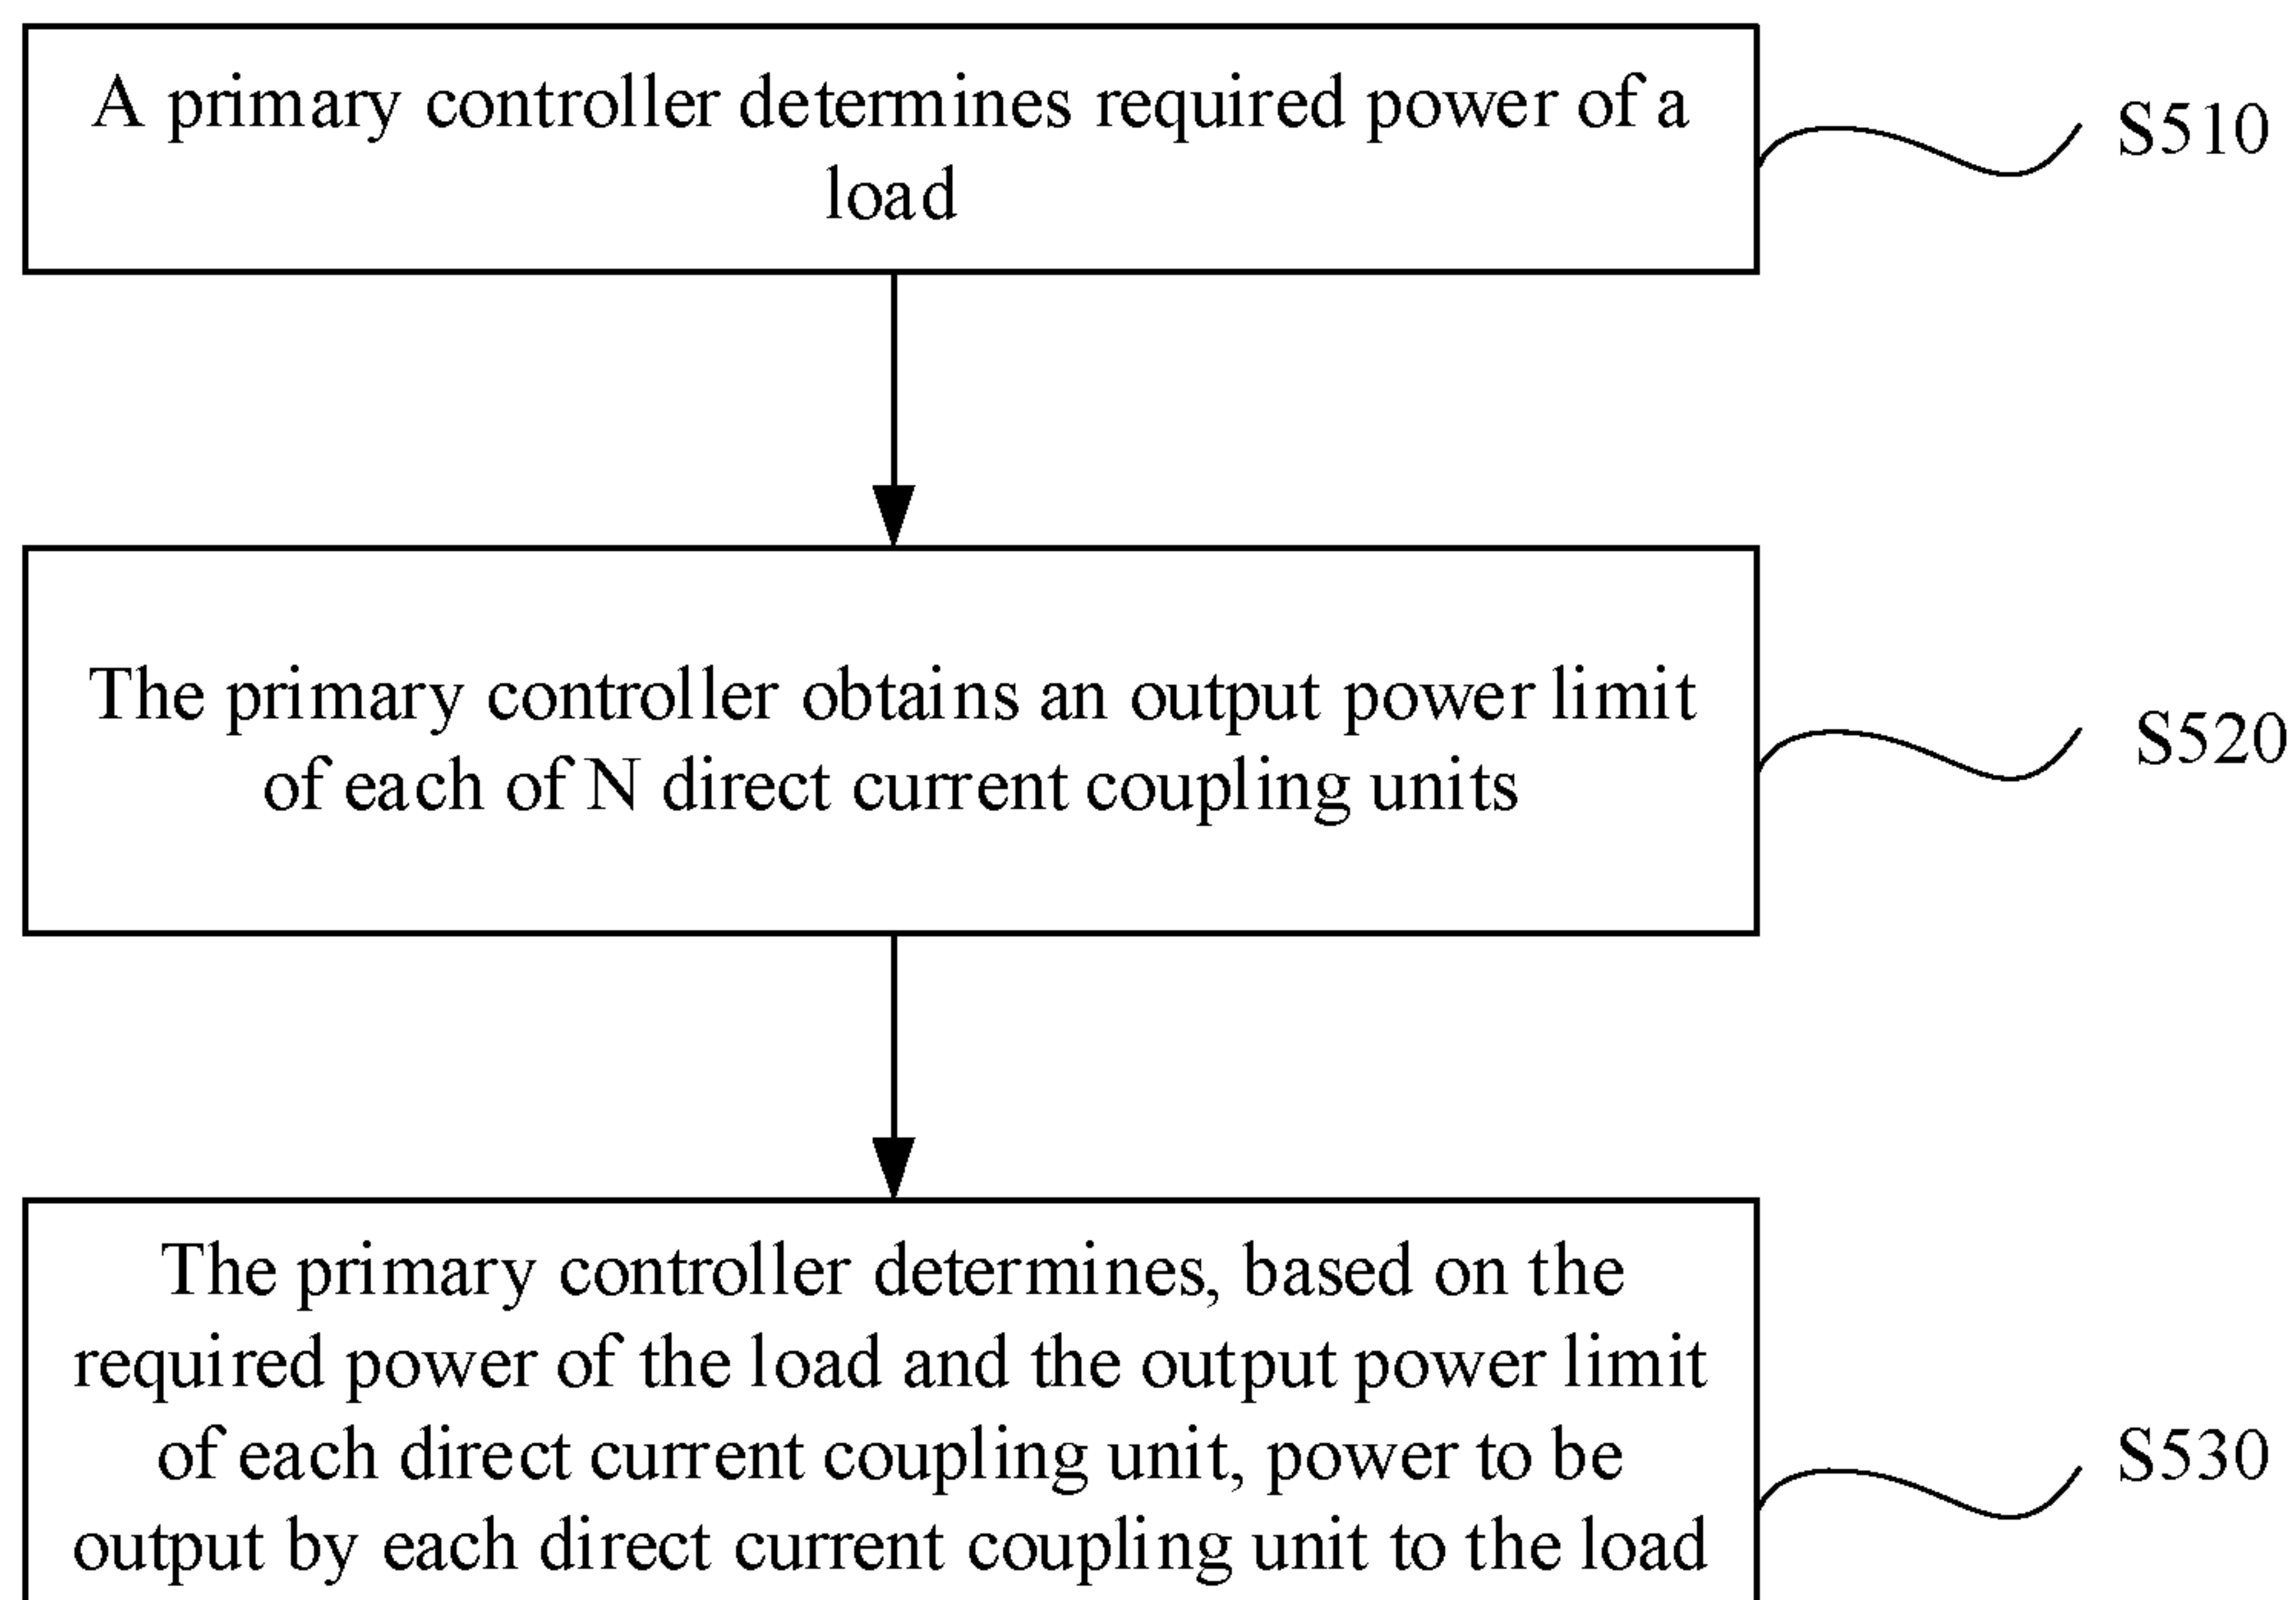 A primary controller determines required power of a
load
S510
The primary controller obtains an output power limit
of each of N direct current coupling units
S520
The primary controller determines, based on the
required power of the load and the output power limit
of each direct current coupling unit, power to be
output by each direct current coupling unit to the load
S530